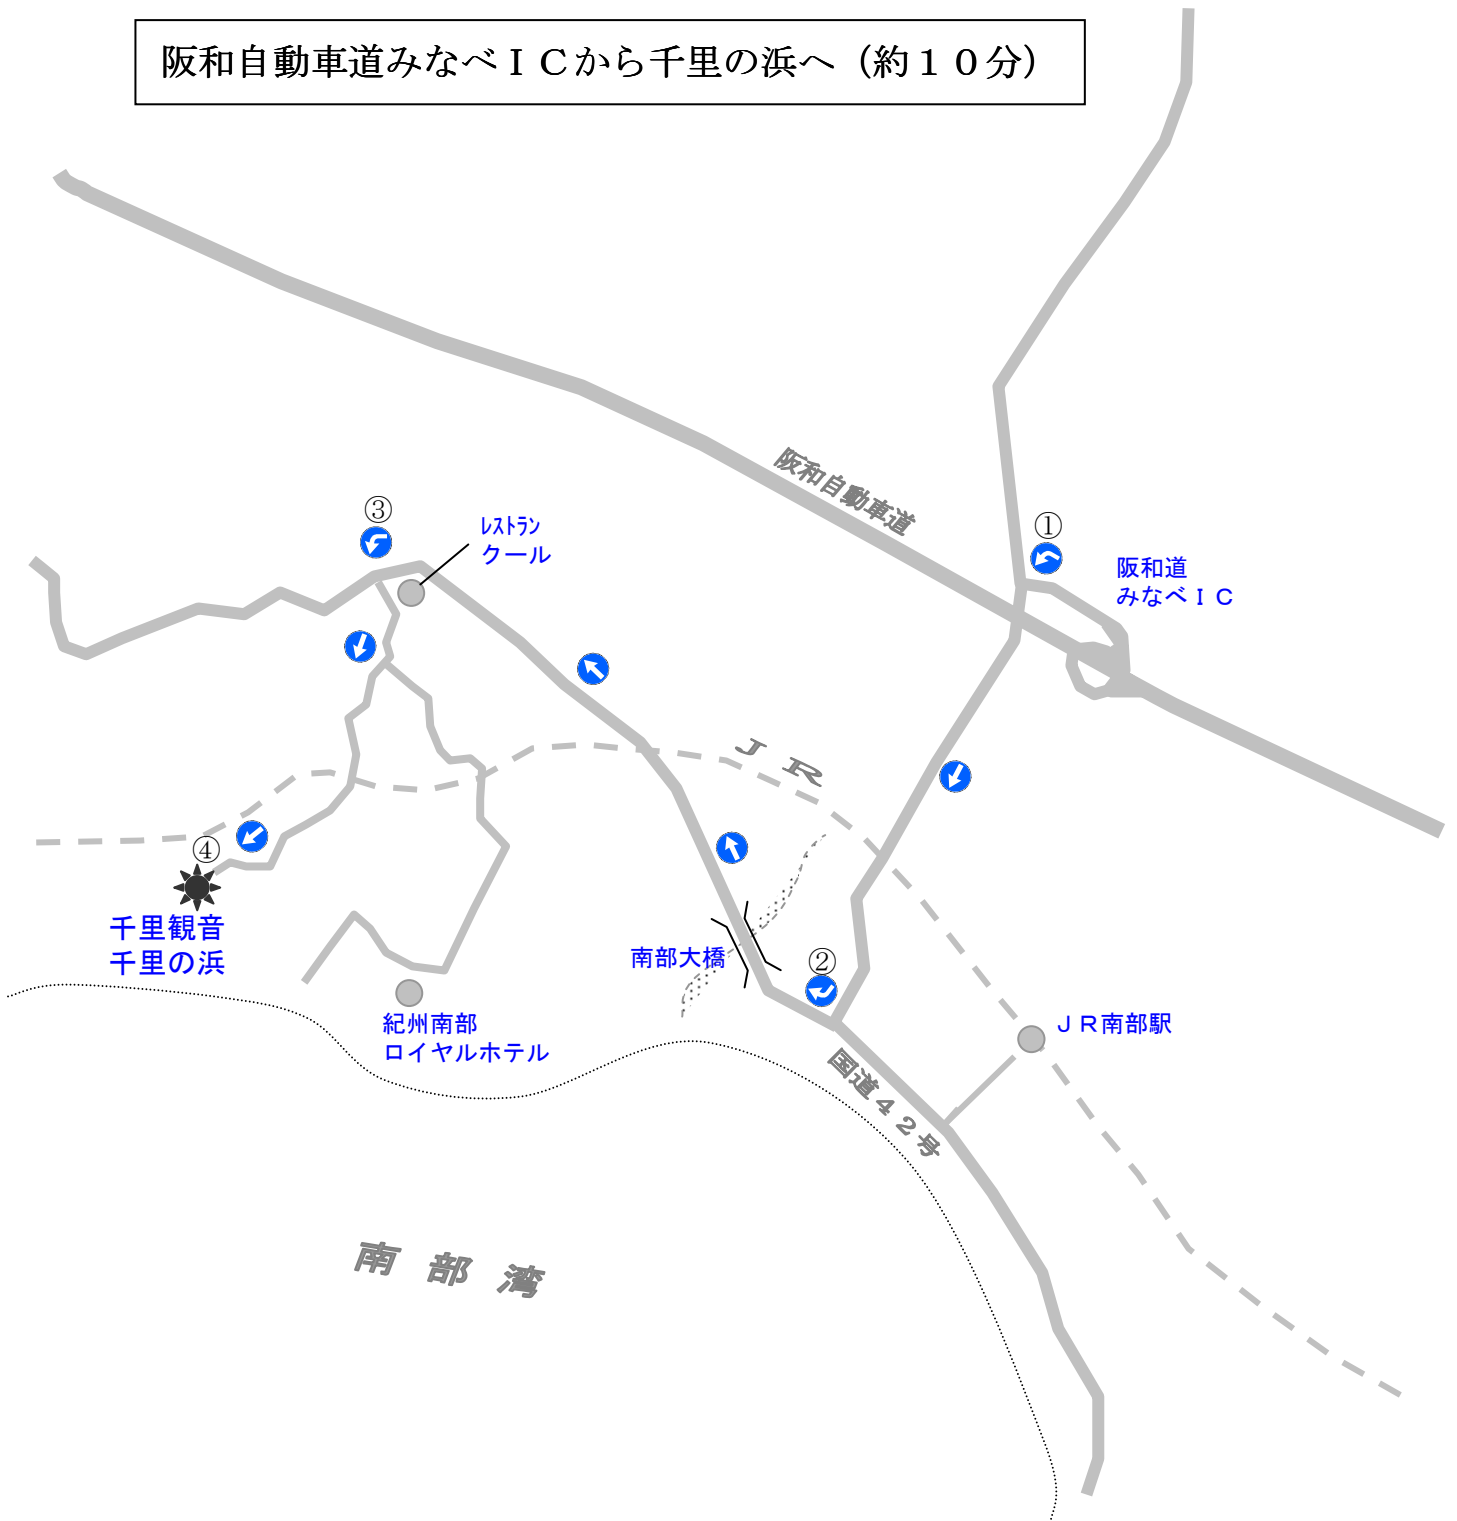 阪和自動車道みなべＩＣから千里の浜へ（約１０分）
阪和自動車道
③
ﾚｽﾄﾗﾝ
クール
①
阪和道
みなべＩＣ
ＪＲ
④
千里観音
千里の浜
南部大橋
②
紀州南部
ロイヤルホテル
ＪＲ南部駅
国道４２号
南部湾